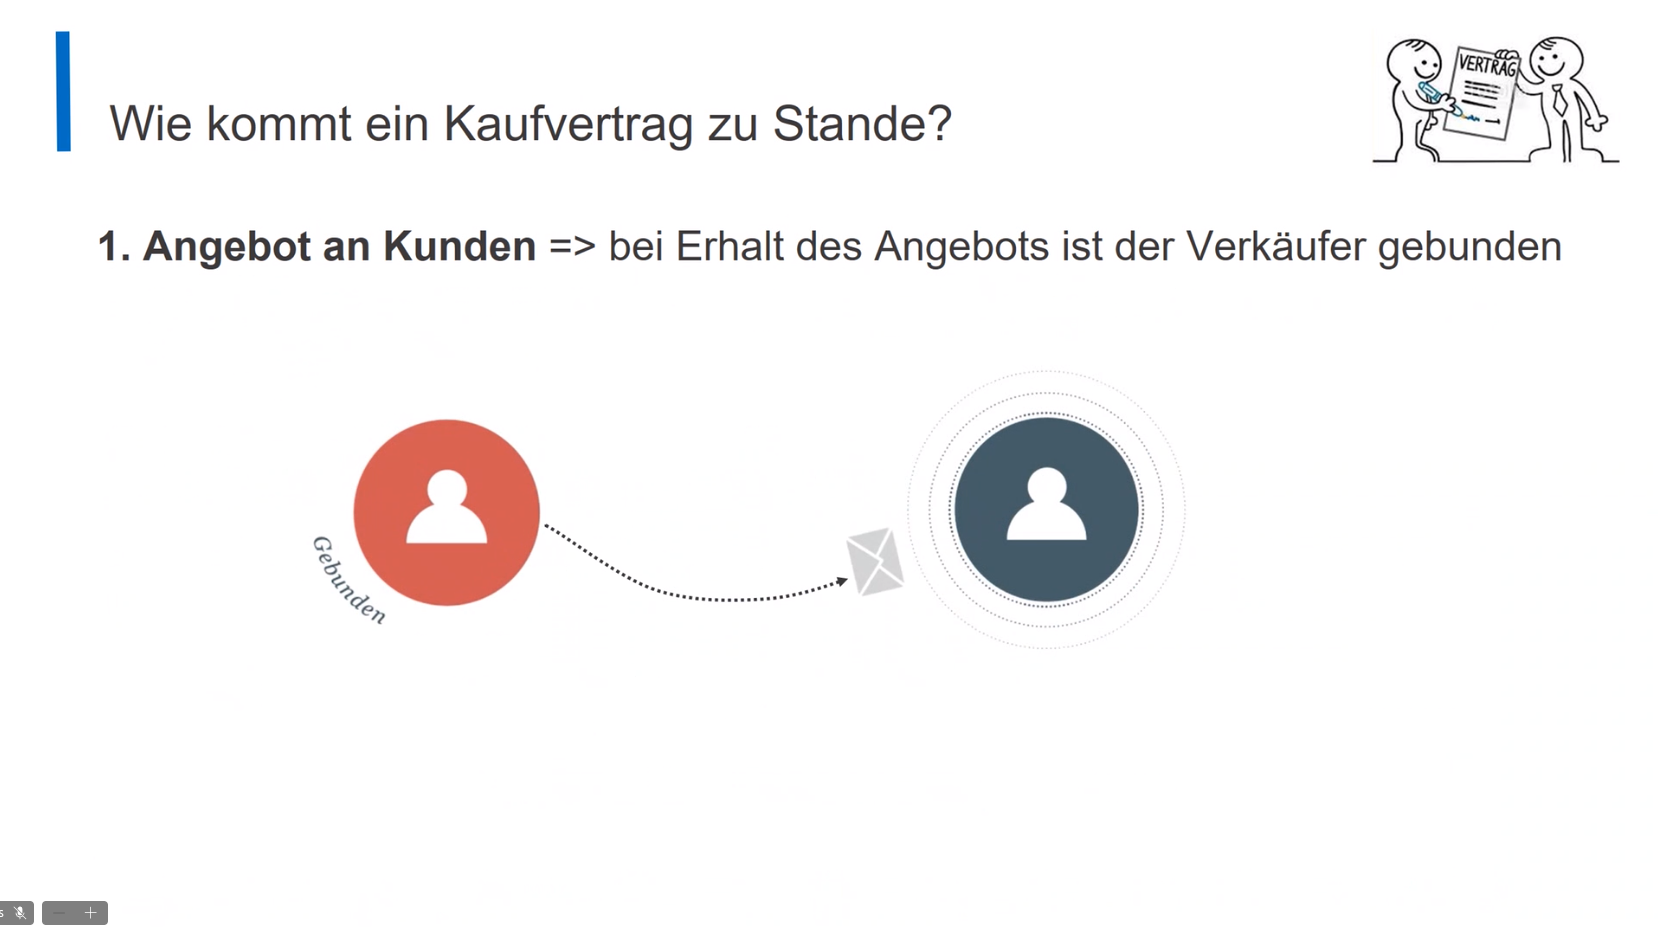 VERTRAG
Wie kommt ein Kaufvertrag zu Stande?
1. Angebot an Kunden => bei Erhalt des Angebots ist der Verkäufer gebunden
Gebunden
s